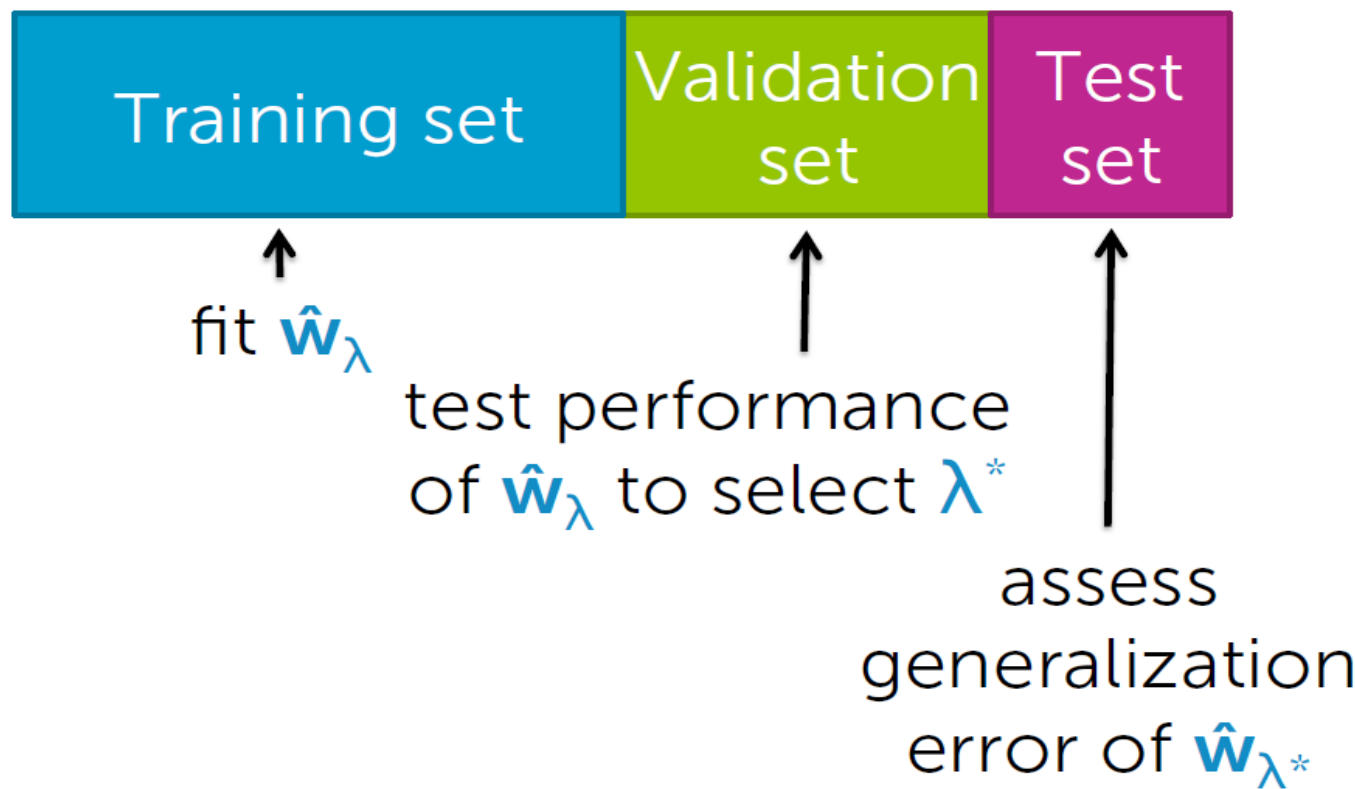 Training set
Validation
set
Test
set
fit ŵλ
test performance
of ŵλ to select λ*
assess
generalization
error of ŵλ*